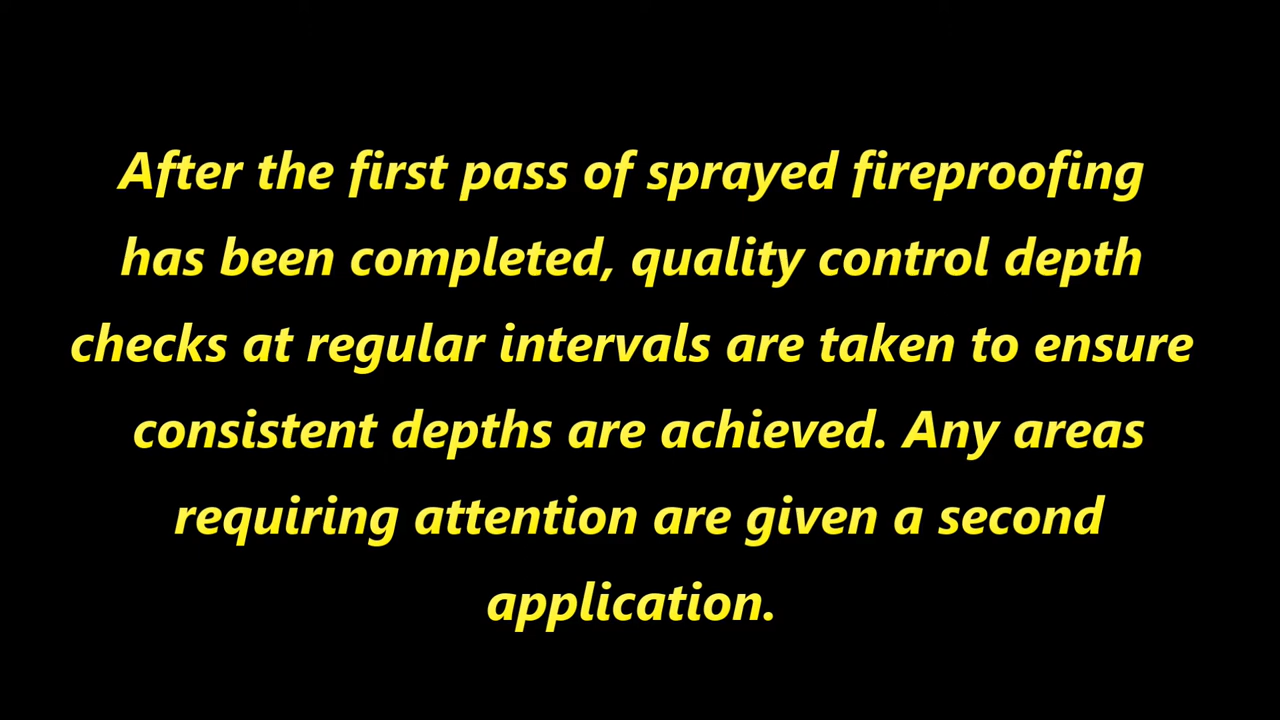 After the first pass of sprayed fireproofing
has been completed, quality control depth
checks at regular intervals are taken to ensure
consistent depths are achieved. Any areas
requiring attention are given a second
application.